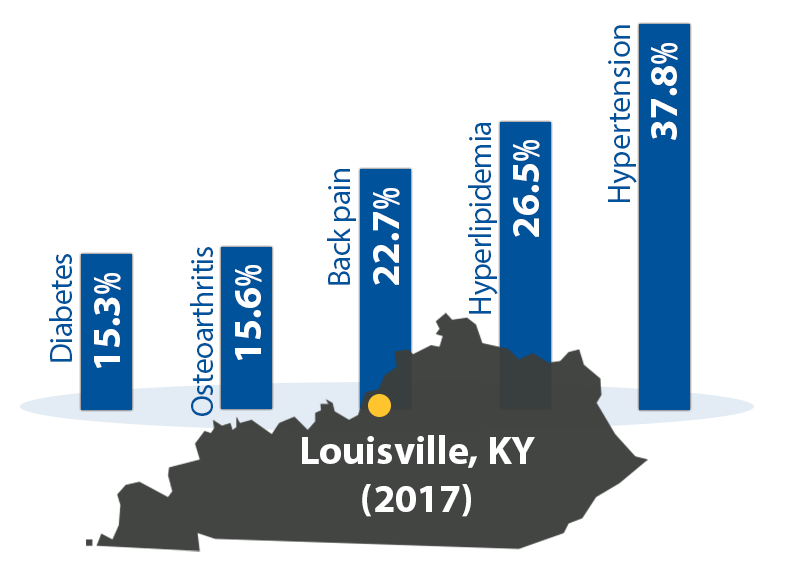 Diabetes
15.3%
Osteoarthritis
15.6%
Back pain
22.7%
Hyperlipidemia
26.5%
Hypertension
37.8%
Louisville, KY
(2017)